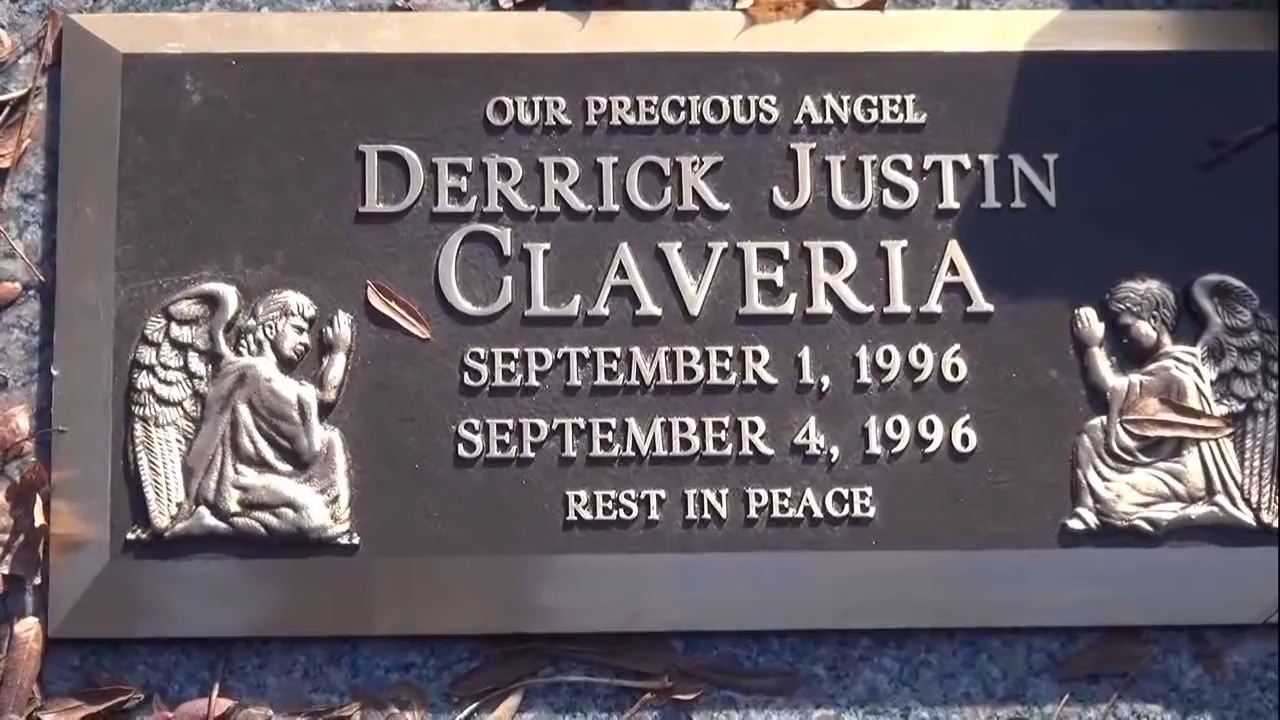 OUR PRECIOUS ANGEL
DERRICK JUSTIN
CLAVERIA
SEPTEMBER 1, 1996
SEPTEMBER 4, 1996
REST IN PEACE